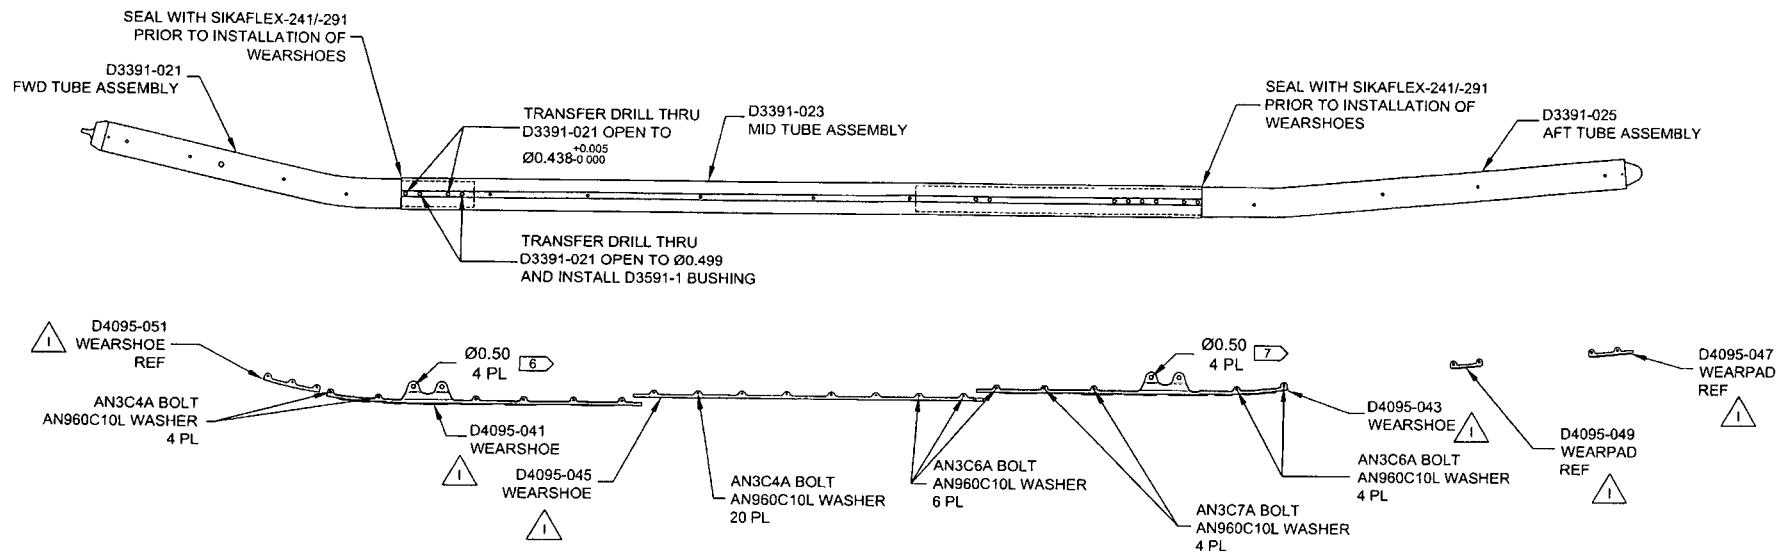 SEAL WITH SIKAFLEX-241/-291
PRIOR TO INSTALLATION OF
WEARSHOES
D3391-021
FWD TUBE ASSEMBLY
TRANSFER DRILL THRU
D3391-021 OPEN TO
Ø0.438 +0.005 -0.000
D3391-023
MID TUBE ASSEMBLY
SEAL WITH SIKAFLEX-241/-291
PRIOR TO INSTALLATION OF
WEARSHOES
D3391-025
AFT TUBE ASSEMBLY
TRANSFER DRILL THRU
D3391-021 OPEN TO Ø0.499
AND INSTALL D3591-1 BUSHING
1
D4095-051
WEARSHOE
REF
Ø0.50
4 PL
6
Ø0.50
4 PL
7
D4095-047
WEARPAD
REF
1
AN3C4A BOLT
AN960C10L WASHER
4 PL
D4095-041
WEARSHOE
1
D4095-045
WEARSHOE
1
AN3C4A BOLT
AN960C10L WASHER
20 PL
AN3C6A BOLT
AN960C10L WASHER
6 PL
AN3C7A BOLT
AN960C10L WASHER
4 PL
D4095-043
WEARSHOE
1
AN3C6A BOLT
AN960C10L WASHER
4 PL
D4095-049
WEARPAD
REF
1